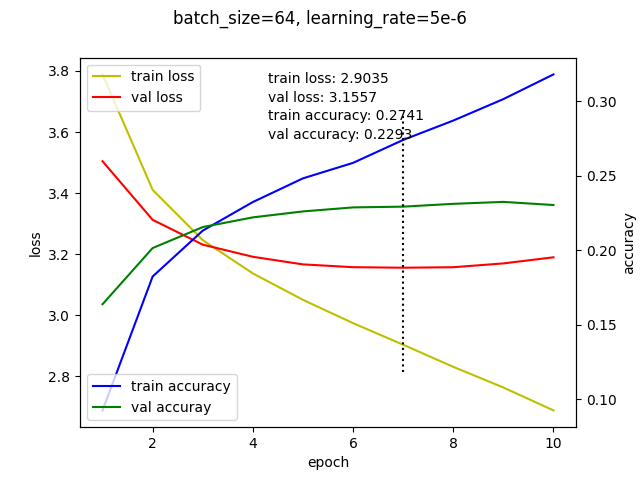 batch_size=64, learning_rate=5e-6
train loss
val loss
train loss: 2.9035
val loss: 3.1557
train accuracy: 0.2741
val accuracy: 0.2293
3.8
3.6
3.4
3.2
3.0
2.8
loss
0.30
0.25
0.20
0.15
0.10
accuracy
train accuracy
val accuray
2 4 6 8 10
epoch